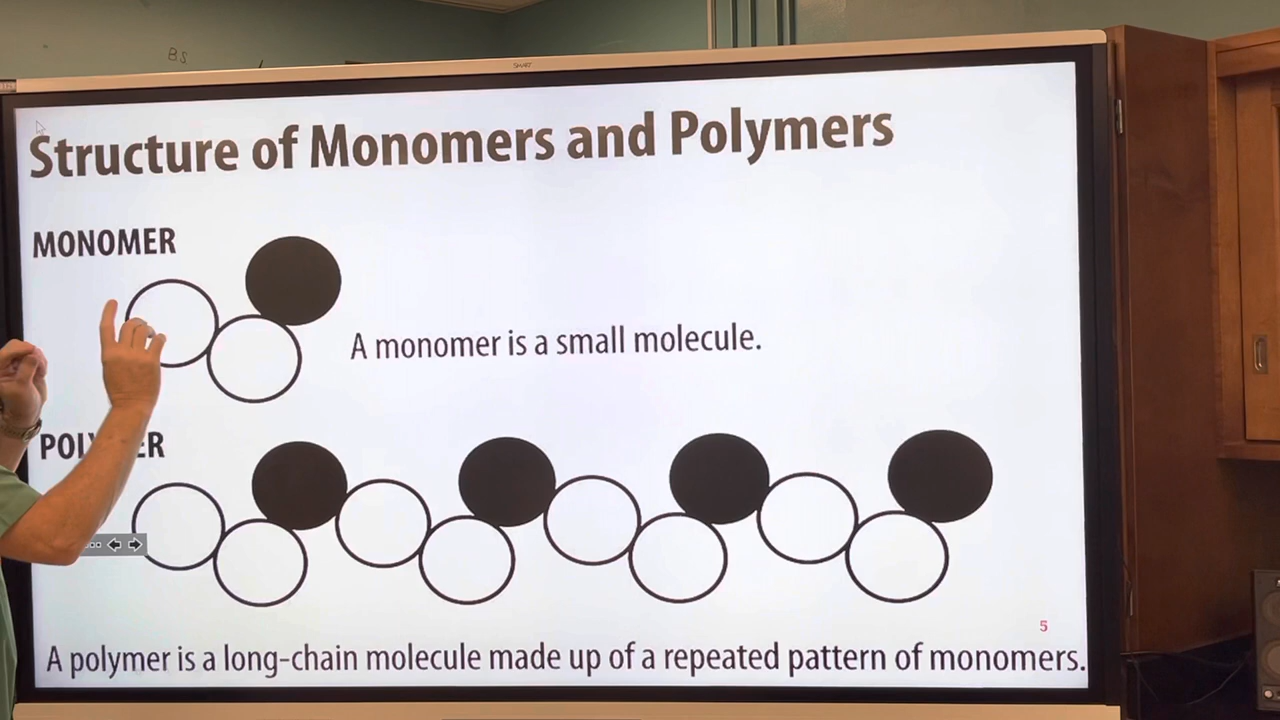 B.S.
SMART
Structure of Monomers and Polymers
MONOMER
A monomer is a small molecule.
5
A polymer is a long-chain molecule made up of a repeated pattern of monomers.